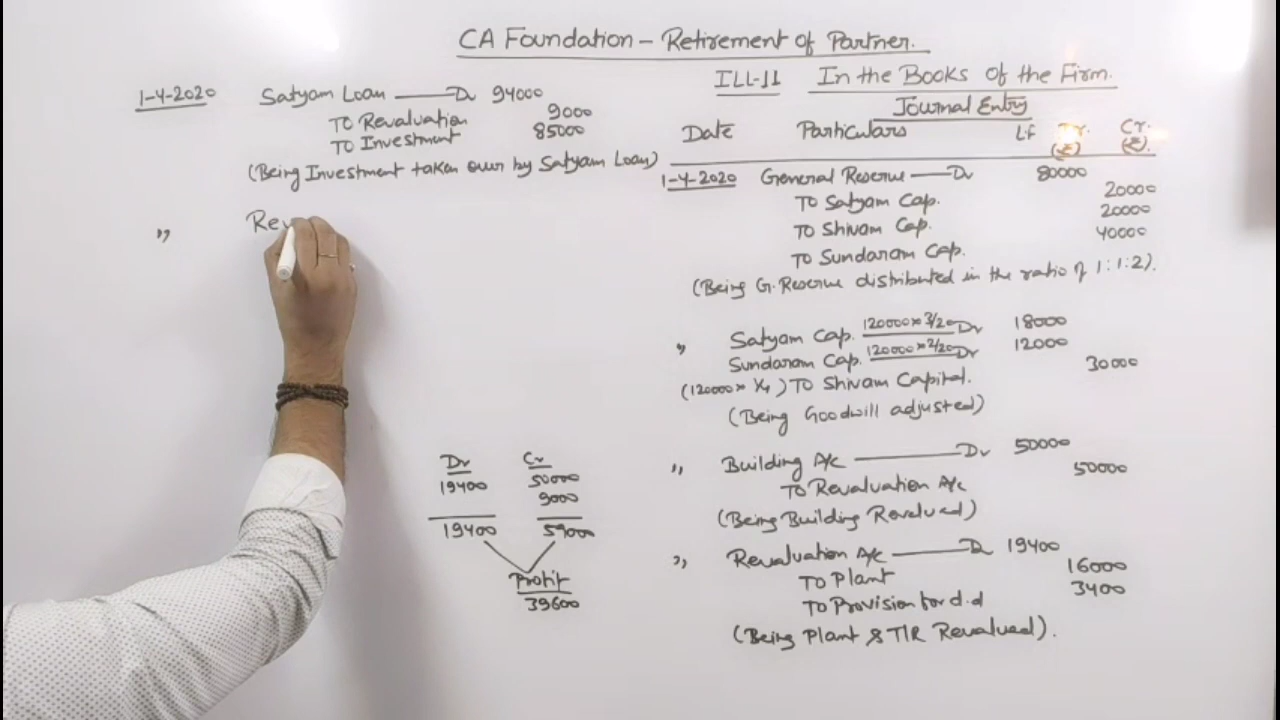 CA Foundation - Retirement of Partner.
ILL-11 In the Books of the Firm.
Journal Entry
Date Particulars Lf Dr. (₹) Cr. (₹).
1-4-2020 General Reserve Dr 80000
To Satyam Cap. 20000
To Shivam Cap. 20000
To Sundaram Cap. 40000
(Being G. Reserve distributed in the ratio of 1:1:2).
" Satyam Cap. 120000×3/20 Dr 18000
Sundaram Cap. 120000×2/20 Dr 12000
(120000× 1/4) To Shivam Capital. 30000
(Being Goodwill adjusted)
" Building A/c Dr 50000
To Revaluation A/c 50000
(Being Building Revalued)
" Revaluation A/c Dr 19400
To Plant 16000
To Provision for d.d 3400
(Being Plant & T/R Revalued).
1-4-2020 Satyam Loan Dr 94000
To Revaluation 9000
To Investment 85000
(Being Investment taken over by Satyam Loan)
" Rev
Dr Cr
19400 50000
9000
19400 59000
Profit
39600